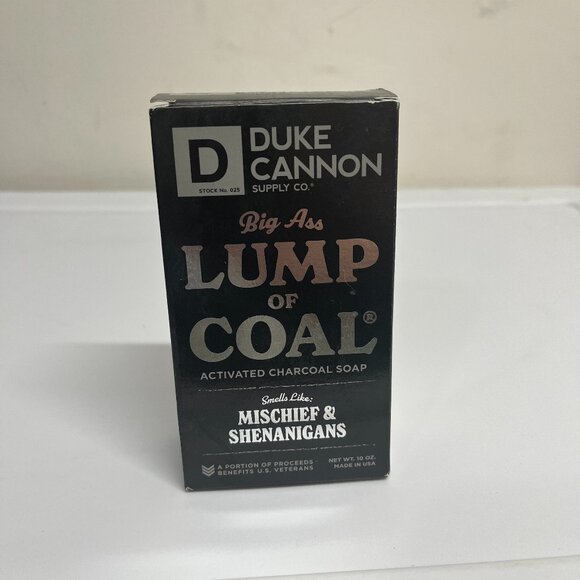 D
STOCK No. 025
DUKE
CANNON
SUPPLY CO.®
Big Ass
LUMP
OF
COAL®
ACTIVATED CHARCOAL SOAP
Smells Like:
MISCHIEF &
SHENANIGANS
A PORTION OF PROCEEDS
BENEFITS U.S. VETERANS
NET WT. 10 OZ.
MADE IN USA